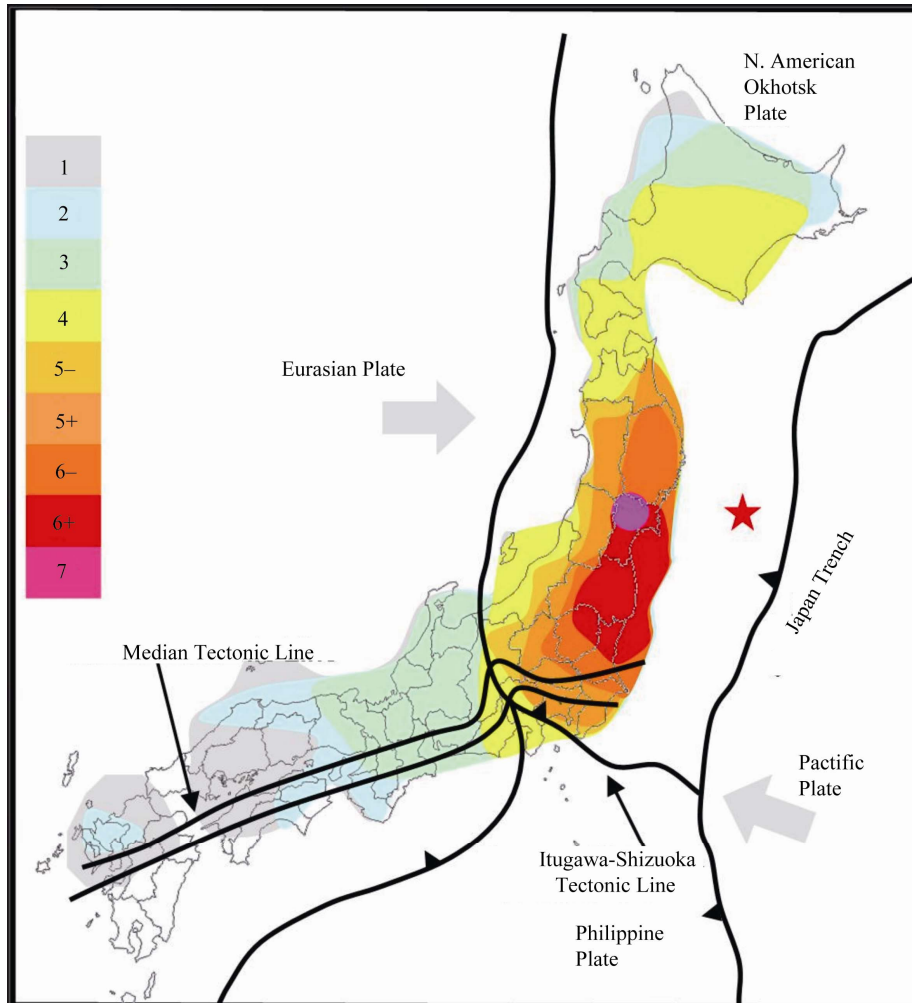 N. American
Okhotsk
Plate
1
2
3
4
5–
5+
6–
6+
7
Eurasian Plate
Japan Trench
Median Tectonic Line
Pactific
Plate
Itugawa-Shizuoka
Tectonic Line
Philippine
Plate